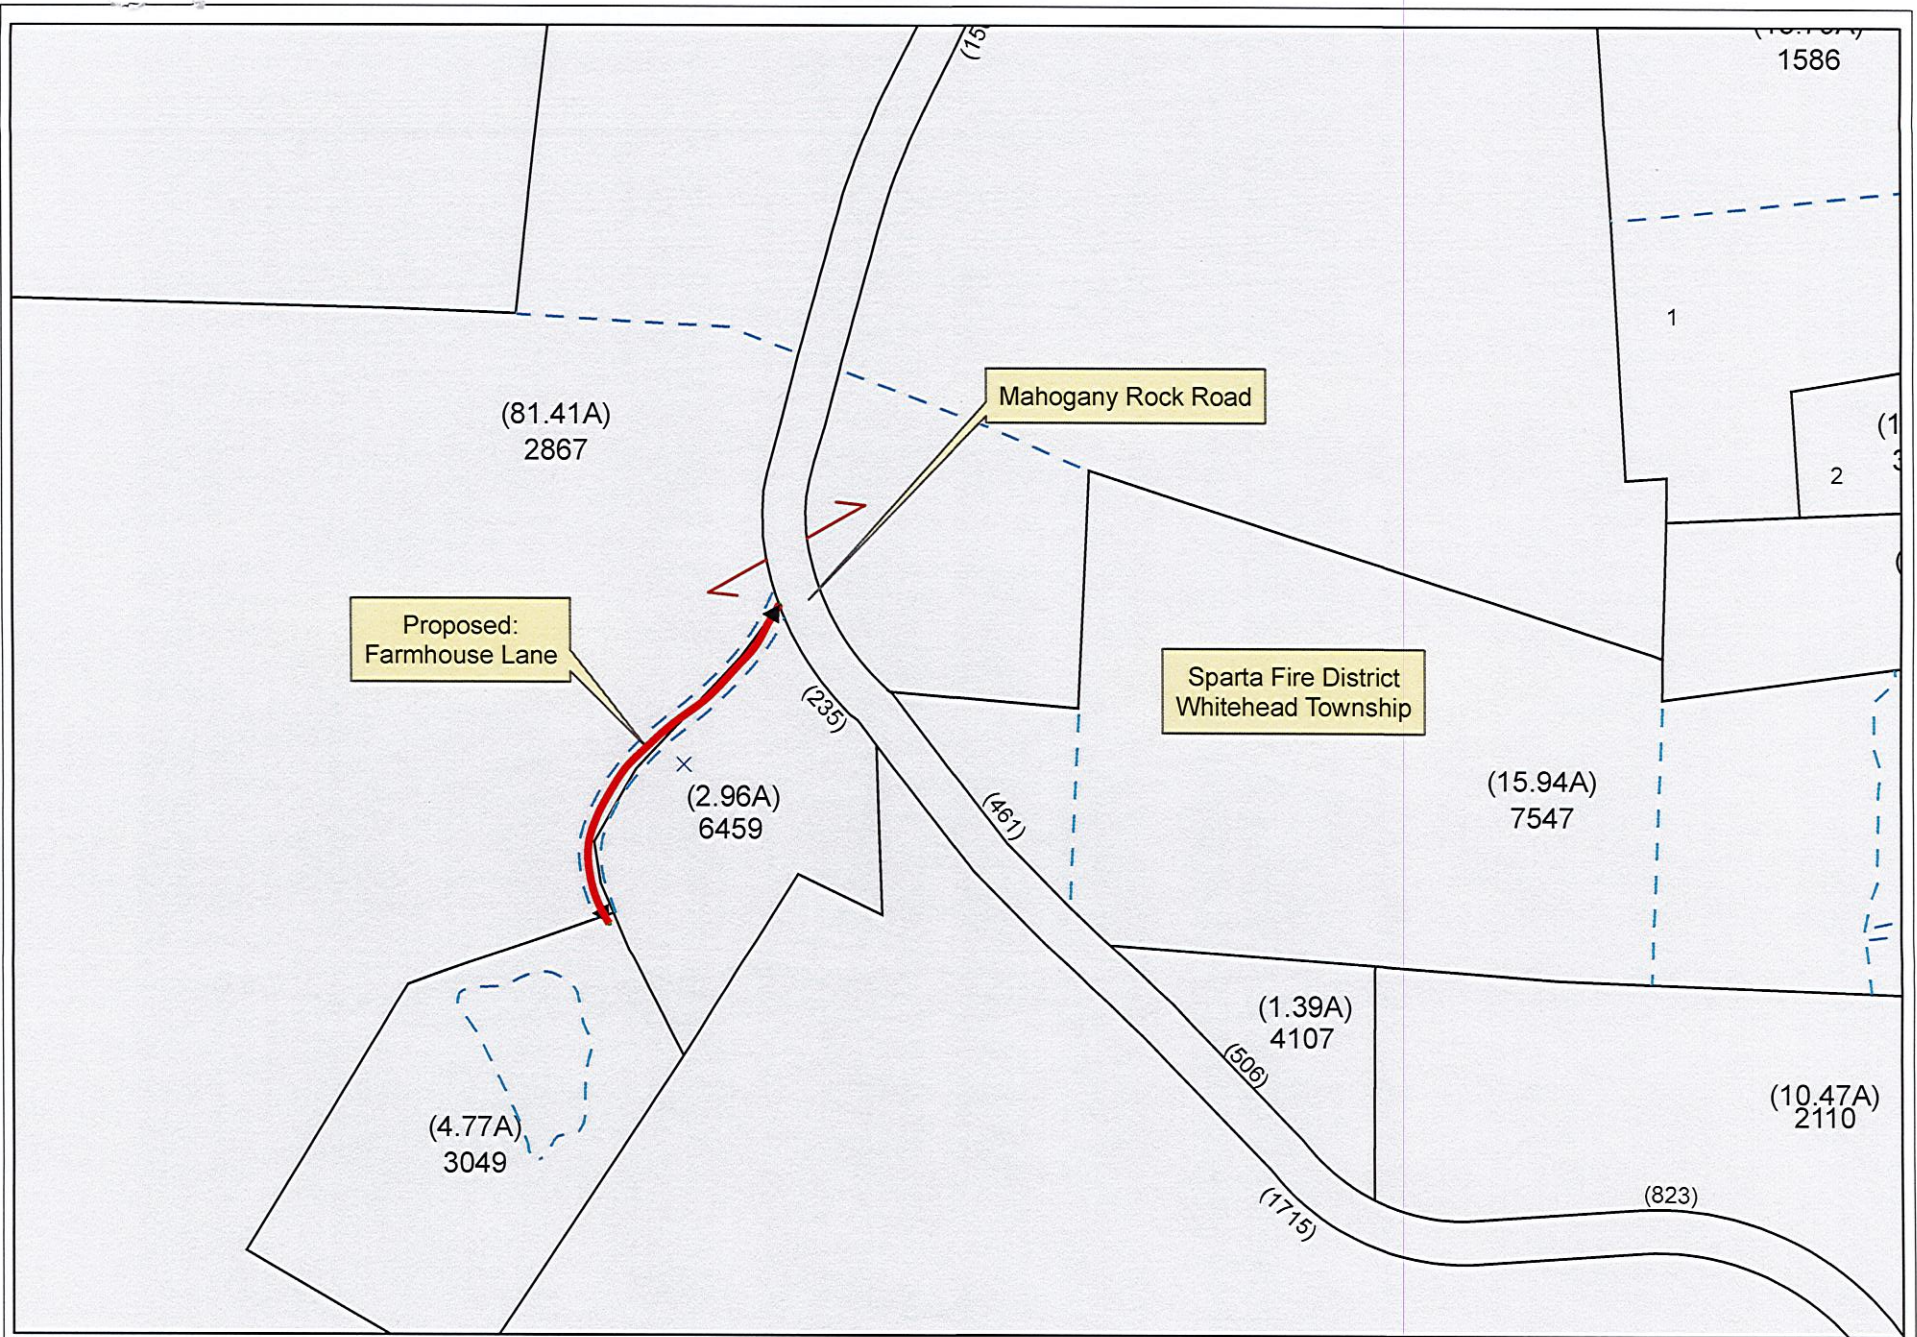 1586
1
(81.41A)
2867
Mahogany Rock Road
2
Proposed:
Farmhouse Lane
Sparta Fire District
Whitehead Township
(235)
(2.96A)
6459
(461)
(15.94A)
7547
(1.39A)
4107
(506)
(10.47A)
2110
(4.77A)
3049
(1715)
(823)